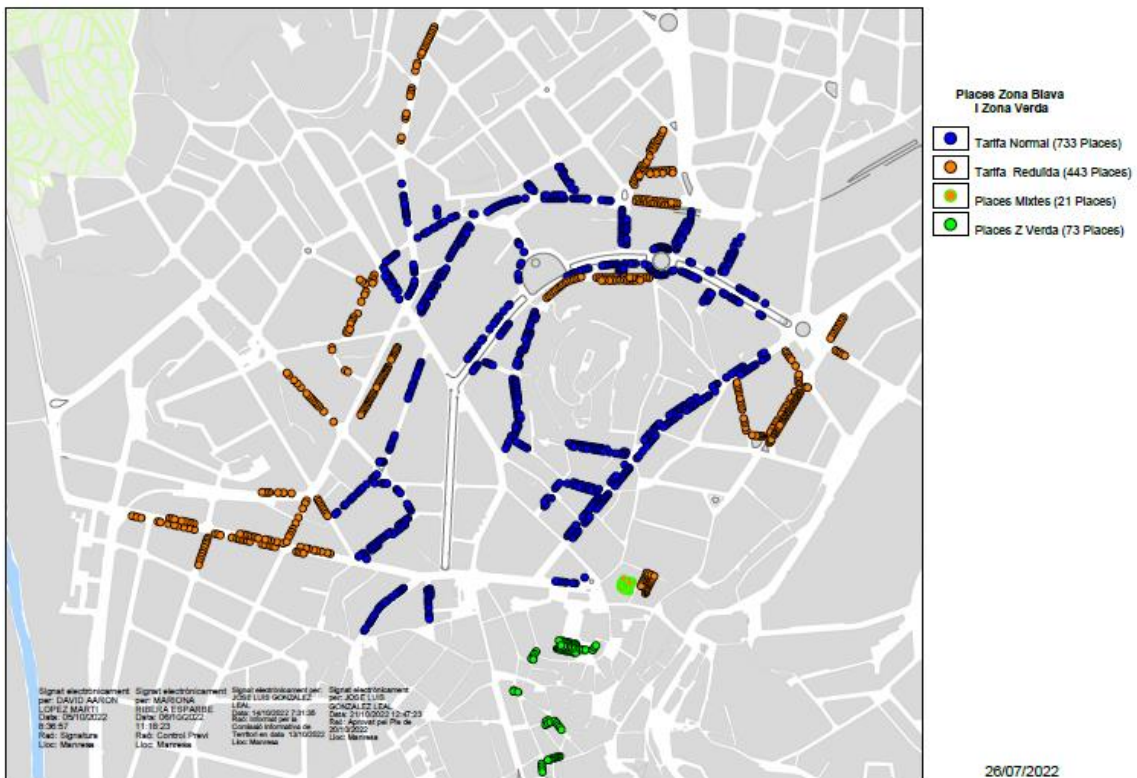 Places Zona Blava
I Zona Verda
Tarifa Normal (733 Places)
Tarifa Reduïda (443 Places)
Places Mixtes (21 Places)
Places Z Verda (73 Places)
Signat electrònicament
per: DAVID AARON
LOPEZ MARTI
Data: 05/10/2022
8:36:57
Raó: Signatura
Lloc: Manresa
Signat electrònicament
per: MARIONA
RIBERA ESPARBE
Data: 06/10/2022
11:18:23
Raó: Control Previ
Lloc: Manresa
Signat electrònicament per:
JOSE LUIS GONZALEZ
LEAL
Data: 14/10/2022 7:31:35
Raó: Informat per la
Comissió Informativa de
Territori en data 13/10/2022
Lloc: Manresa
Signat electrònicament
per: JOSE LUIS
GONZALEZ LEAL
Data: 21/10/2022 12:47:23
Raó: Aprovat pel Ple de
20/10/2022
Lloc: Manresa
26/07/2022